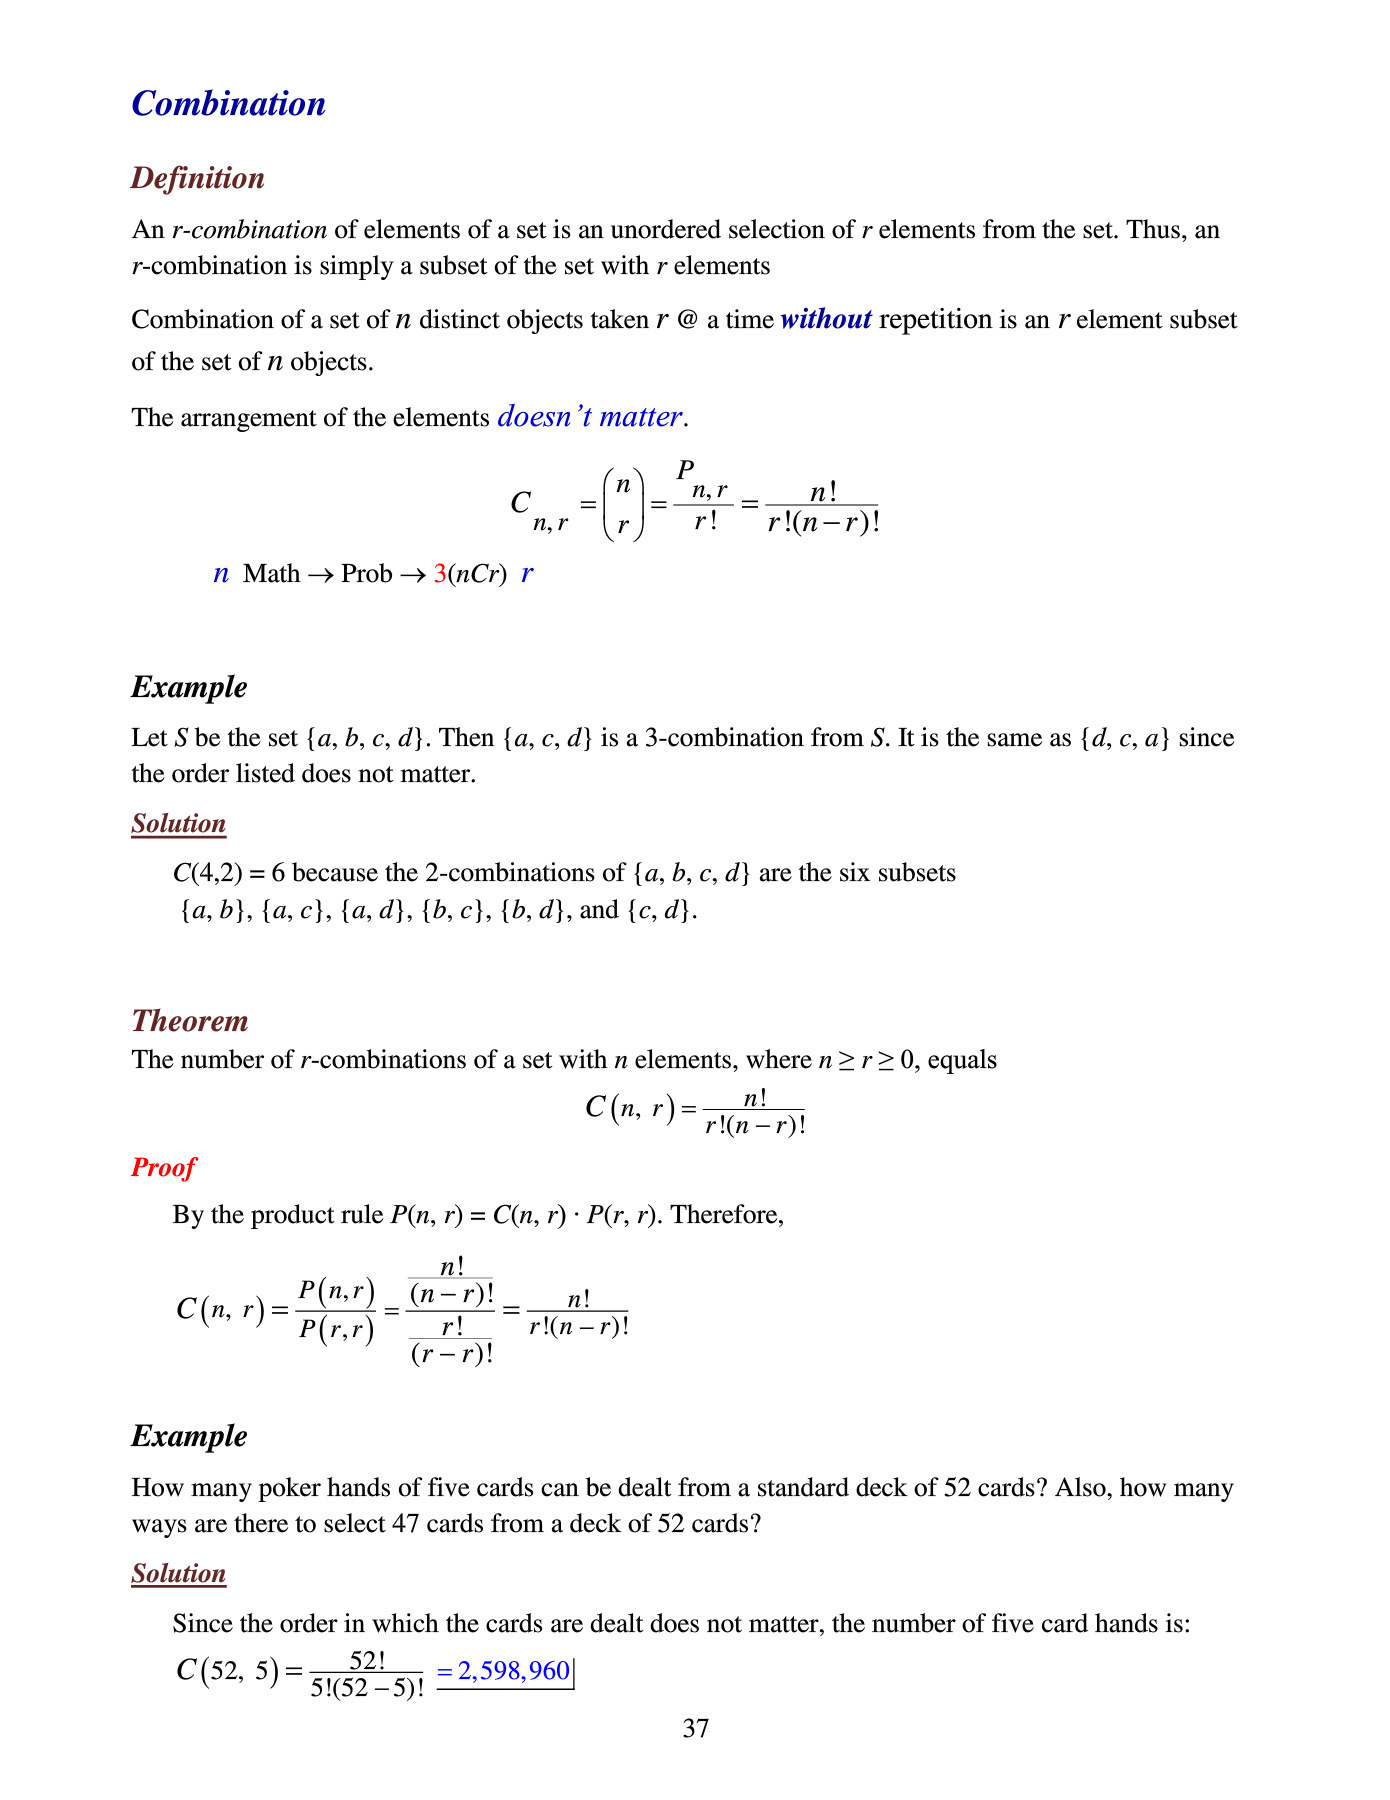 Combination
Definition
An r-combination of elements of a set is an unordered selection of r elements from the set. Thus, an
r-combination is simply a subset of the set with r elements
Combination of a set of n distinct objects taken r @ a time without repetition is an r element subset
of the set of n objects.
The arrangement of the elements doesn't matter.
C_{n,r} = \binom{n}{r} = \frac{P_{n,r}}{r!} = \frac{n!}{r!(n-r)!}
n Math → Prob → 3(nCr) r
Example
Let S be the set {a, b, c, d}. Then {a, c, d} is a 3-combination from S. It is the same as {d, c, a} since
the order listed does not matter.
Solution
C(4,2) = 6 because the 2-combinations of {a, b, c, d} are the six subsets
{a, b}, {a, c}, {a, d}, {b, c}, {b, d}, and {c, d}.
Theorem
The number of r-combinations of a set with n elements, where n ≥ r ≥ 0, equals
C(n, r) = \frac{n!}{r!(n-r)!}
Proof
By the product rule P(n, r) = C(n, r) · P(r, r). Therefore,
C(n, r) = \frac{P(n,r)}{P(r,r)} = \frac{\frac{n!}{(n-r)!}}{\frac{r!}{(r-r)!}} = \frac{n!}{r!(n-r)!}
Example
How many poker hands of five cards can be dealt from a standard deck of 52 cards? Also, how many
ways are there to select 47 cards from a deck of 52 cards?
Solution
Since the order in which the cards are dealt does not matter, the number of five card hands is:
C(52, 5) = \frac{52!}{5!(52-5)!} = 2,598,960
37